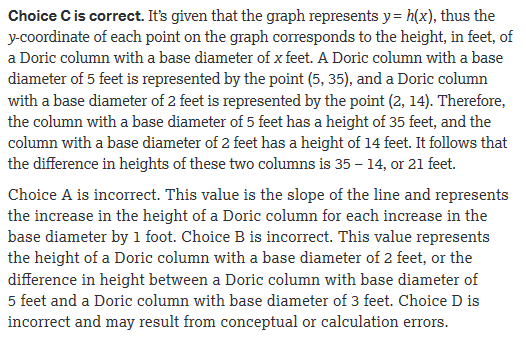 Choice C is correct. It's given that the graph represents y = h(x), thus the
y-coordinate of each point on the graph corresponds to the height, in feet, of
a Doric column with a base diameter of x feet. A Doric column with a base
diameter of 5 feet is represented by the point (5, 35), and a Doric column
with a base diameter of 2 feet is represented by the point (2, 14). Therefore,
the column with a base diameter of 5 feet has a height of 35 feet, and the
column with a base diameter of 2 feet has a height of 14 feet. It follows that
the difference in heights of these two columns is 35 – 14, or 21 feet.
Choice A is incorrect. This value is the slope of the line and represents
the increase in the height of a Doric column for each increase in the
base diameter by 1 foot. Choice B is incorrect. This value represents
the height of a Doric column with a base diameter of 2 feet, or the
difference in height between a Doric column with base diameter of
5 feet and a Doric column with base diameter of 3 feet. Choice D is
incorrect and may result from conceptual or calculation errors.